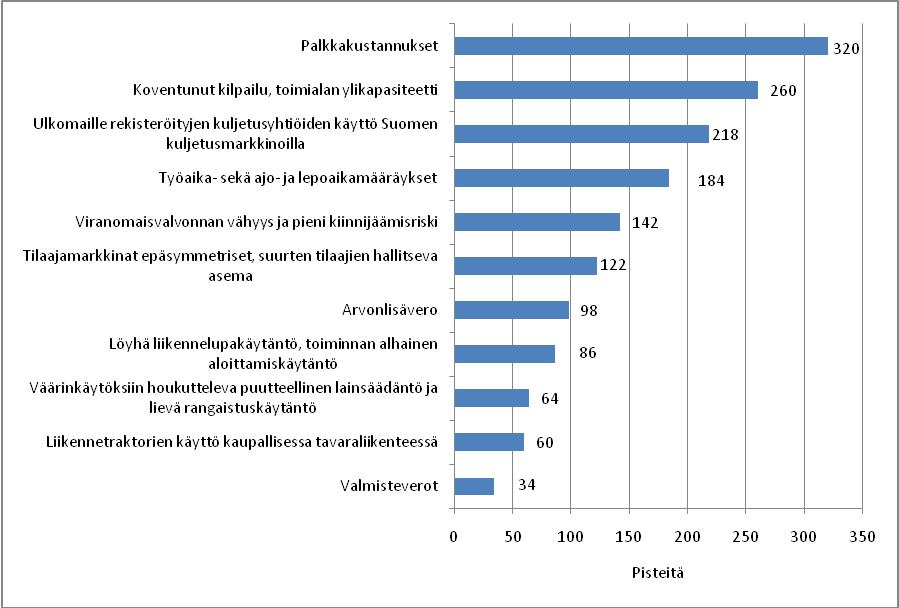 Palkkakustannukset
320
Koventunut kilpailu, toimialan ylikapasiteetti
260
Ulkomaille rekisteröityjen kuljetusyhtiöiden käyttö Suomen
kuljetusmarkkinoilla
218
Työaika- sekä ajo- ja lepoaikamääräykset
184
Viranomaisvalvonnan vähyys ja pieni kiinnijäämisriski
142
Tilaajamarkkinat epäsymmetriset, suurten tilaajien hallitseva
asema
122
Arvonlisävero
98
Löyhä liikennelupakäytäntö, toiminnan alhainen
aloittamiskäytäntö
86
Väärinkäytöksiin houkutteleva puutteellinen lainsäädäntö ja
lievä rangaistuskäytäntö
64
Liikennetraktorien käyttö kaupallisessa tavaraliikenteessä
60
Valmisteverot
34
0 50 100 150 200 250 300 350
Pisteitä